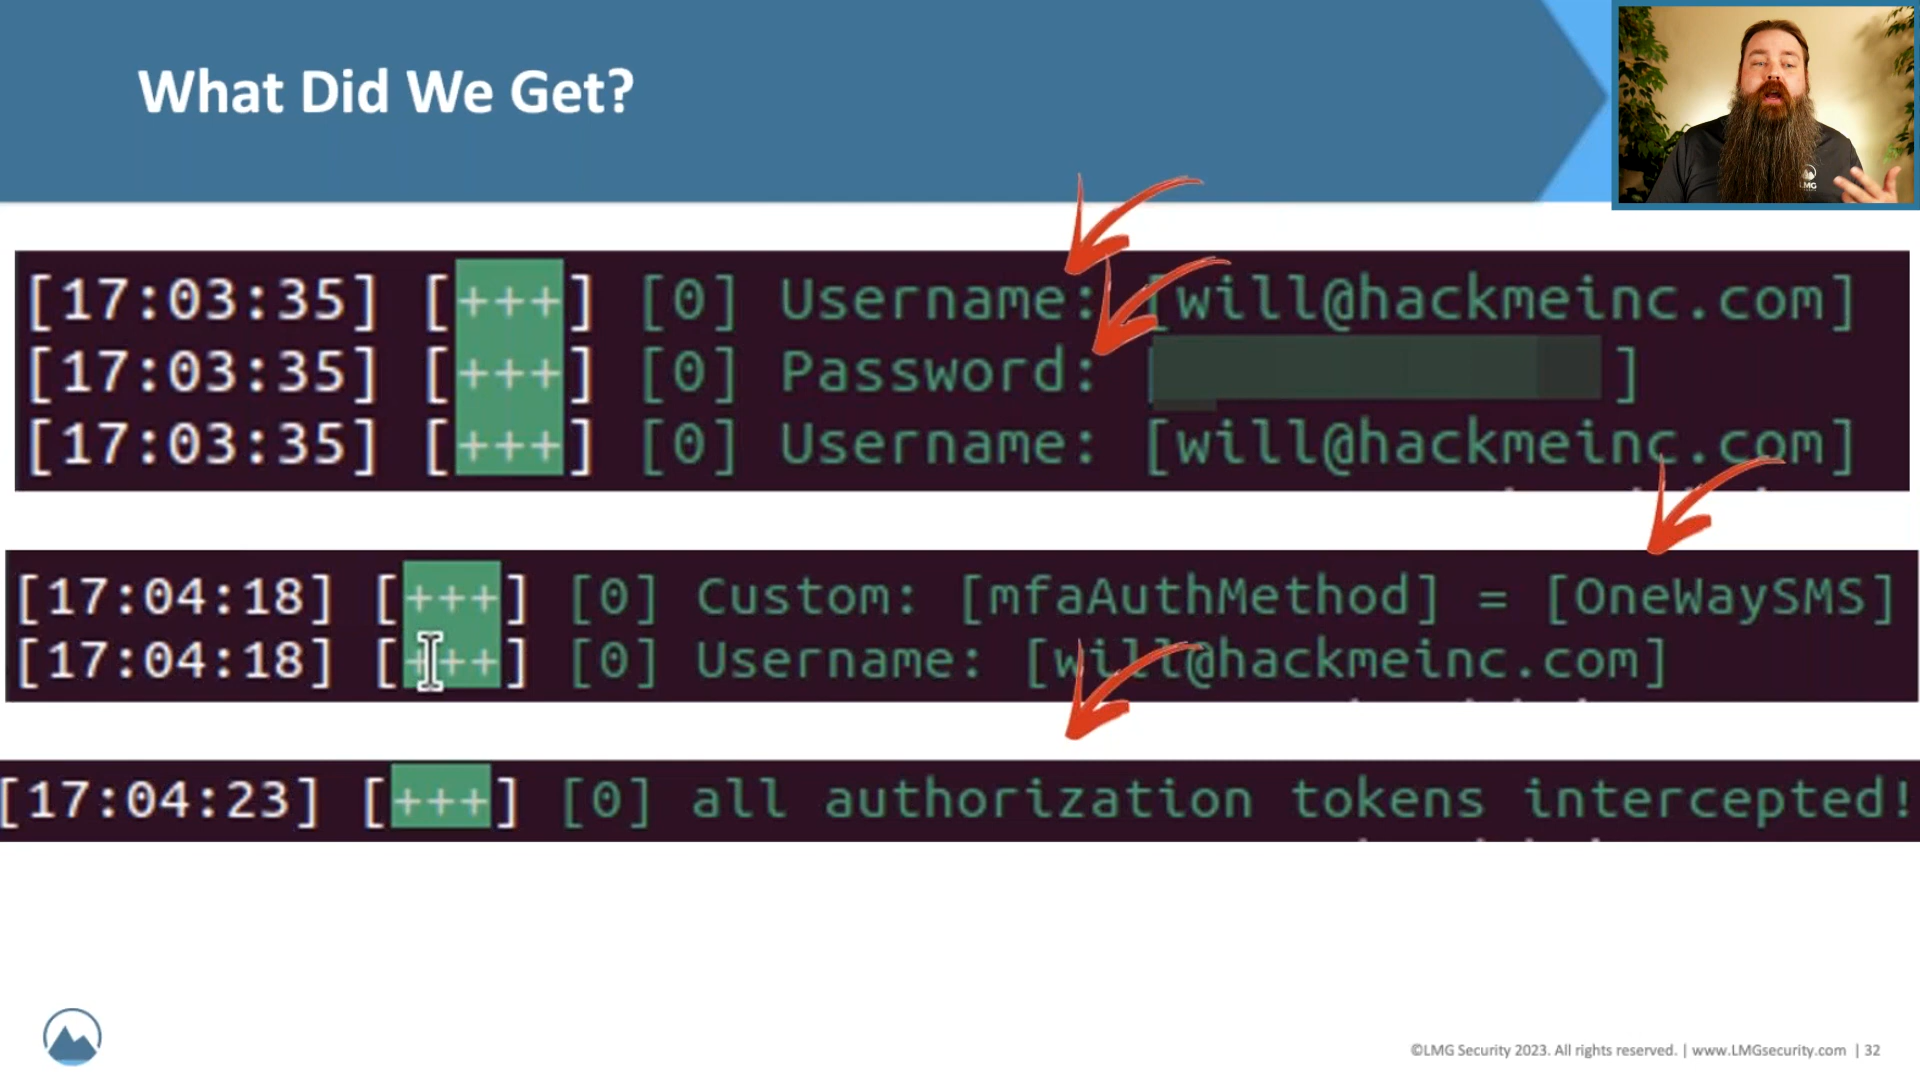 What Did We Get?
LMG
[17:03:35] [+++] [0] Username: [will@hackmeinc.com]
[17:03:35] [+++] [0] Password: [ ]
[17:03:35] [+++] [0] Username: [will@hackmeinc.com]
[17:04:18] [+++] [0] Custom: [mfaAuthMethod] = [OneWaySMS]
[17:04:18] [+++] [0] Username: [will@hackmeinc.com]
[17:04:23] [+++] [0] all authorization tokens intercepted!
©LMG Security 2023. All rights reserved. | www.LMGsecurity.com | 32